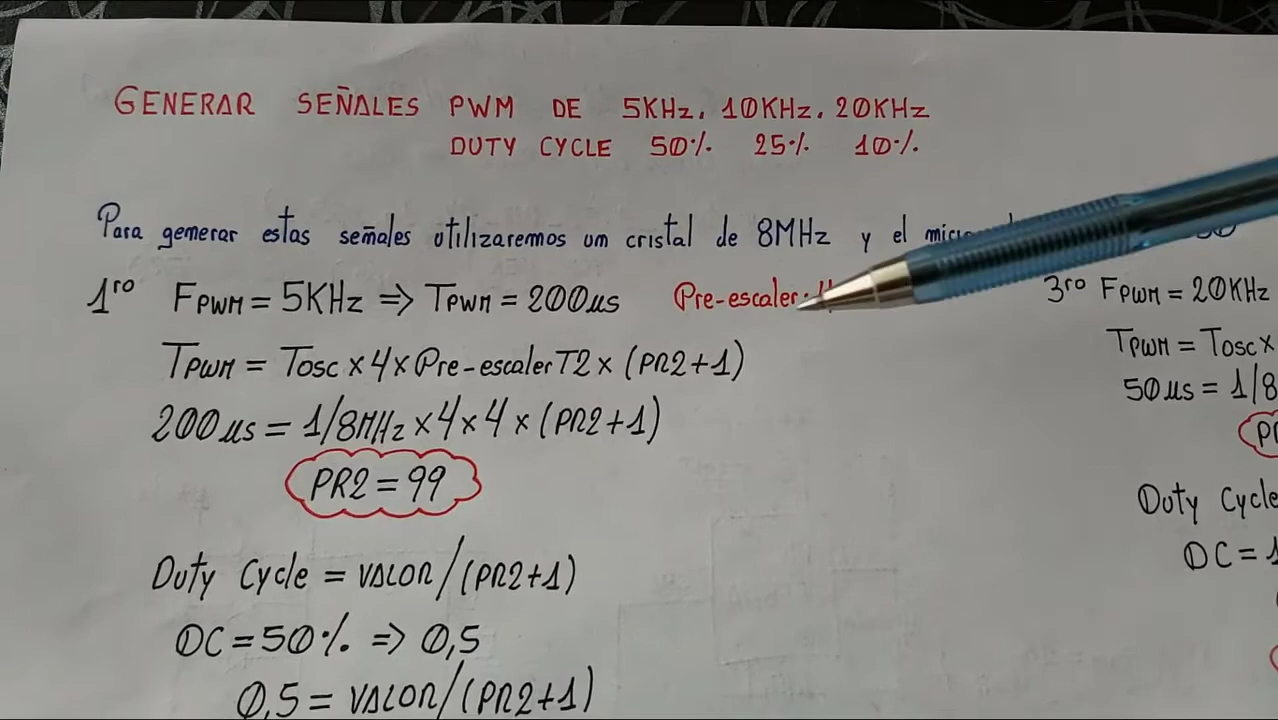 GENERAR SEÑALES PWM DE 5KHz, 10KHz, 20KHz
DUTY CYCLE 50% 25% 10%
Para generar estas señales utilizaremos un cristal de 8MHz y el
1ro FPWM = 5KHz => TPWM = 200us Pre-escaler
TPWM = Tosc x 4 x Pre-escalerT2 x (PR2+1)
200us = 1/8MHz x 4 x 4 x (PR2+1)
PR2 = 99
Duty Cycle = VALOR/(PR2+1)
DC = 50% => 0,5
0,5 = VALOR/(PR2+1)
3ro FPWM = 20KHz
TPWM = Tosc x
50us = 1/8
Duty Cycle
DC = 1